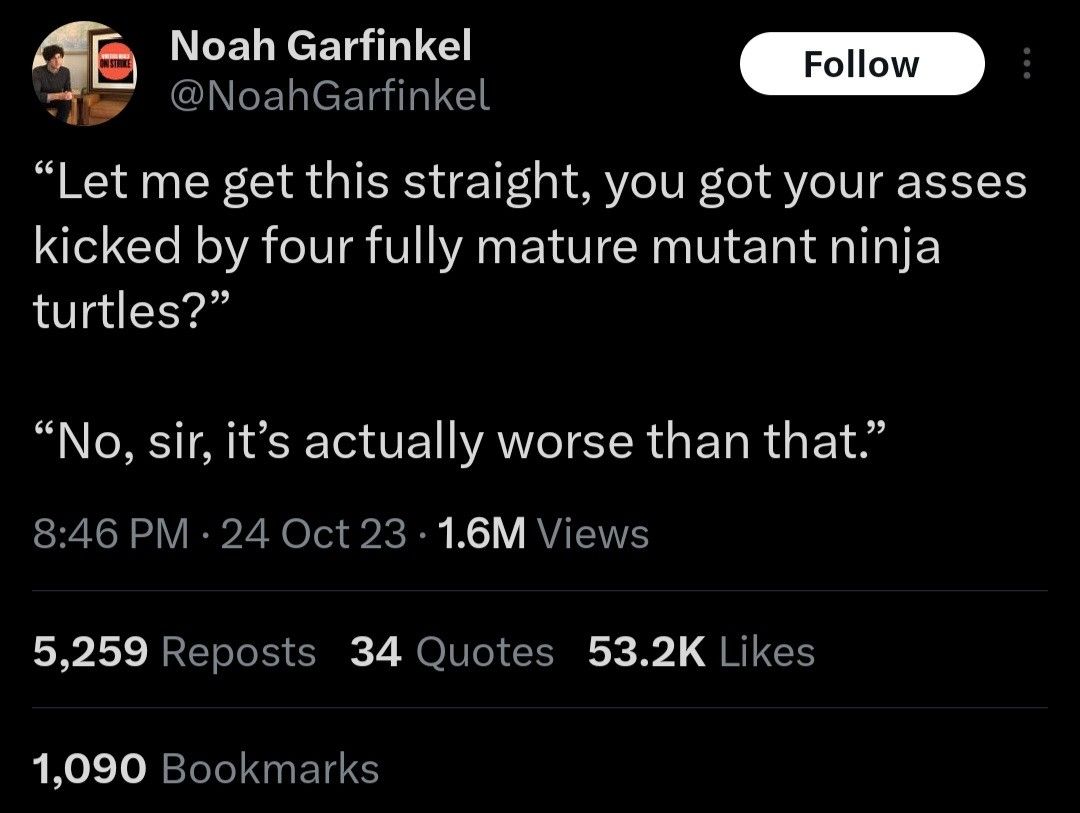 Noah Garfinkel
@NoahGarfinkel
Follow
“Let me get this straight, you got your asses
kicked by four fully mature mutant ninja
turtles?”
“No, sir, it’s actually worse than that.”
8:46 PM · 24 Oct 23 · 1.6M Views
5,259 Reposts 34 Quotes 53.2K Likes
1,090 Bookmarks